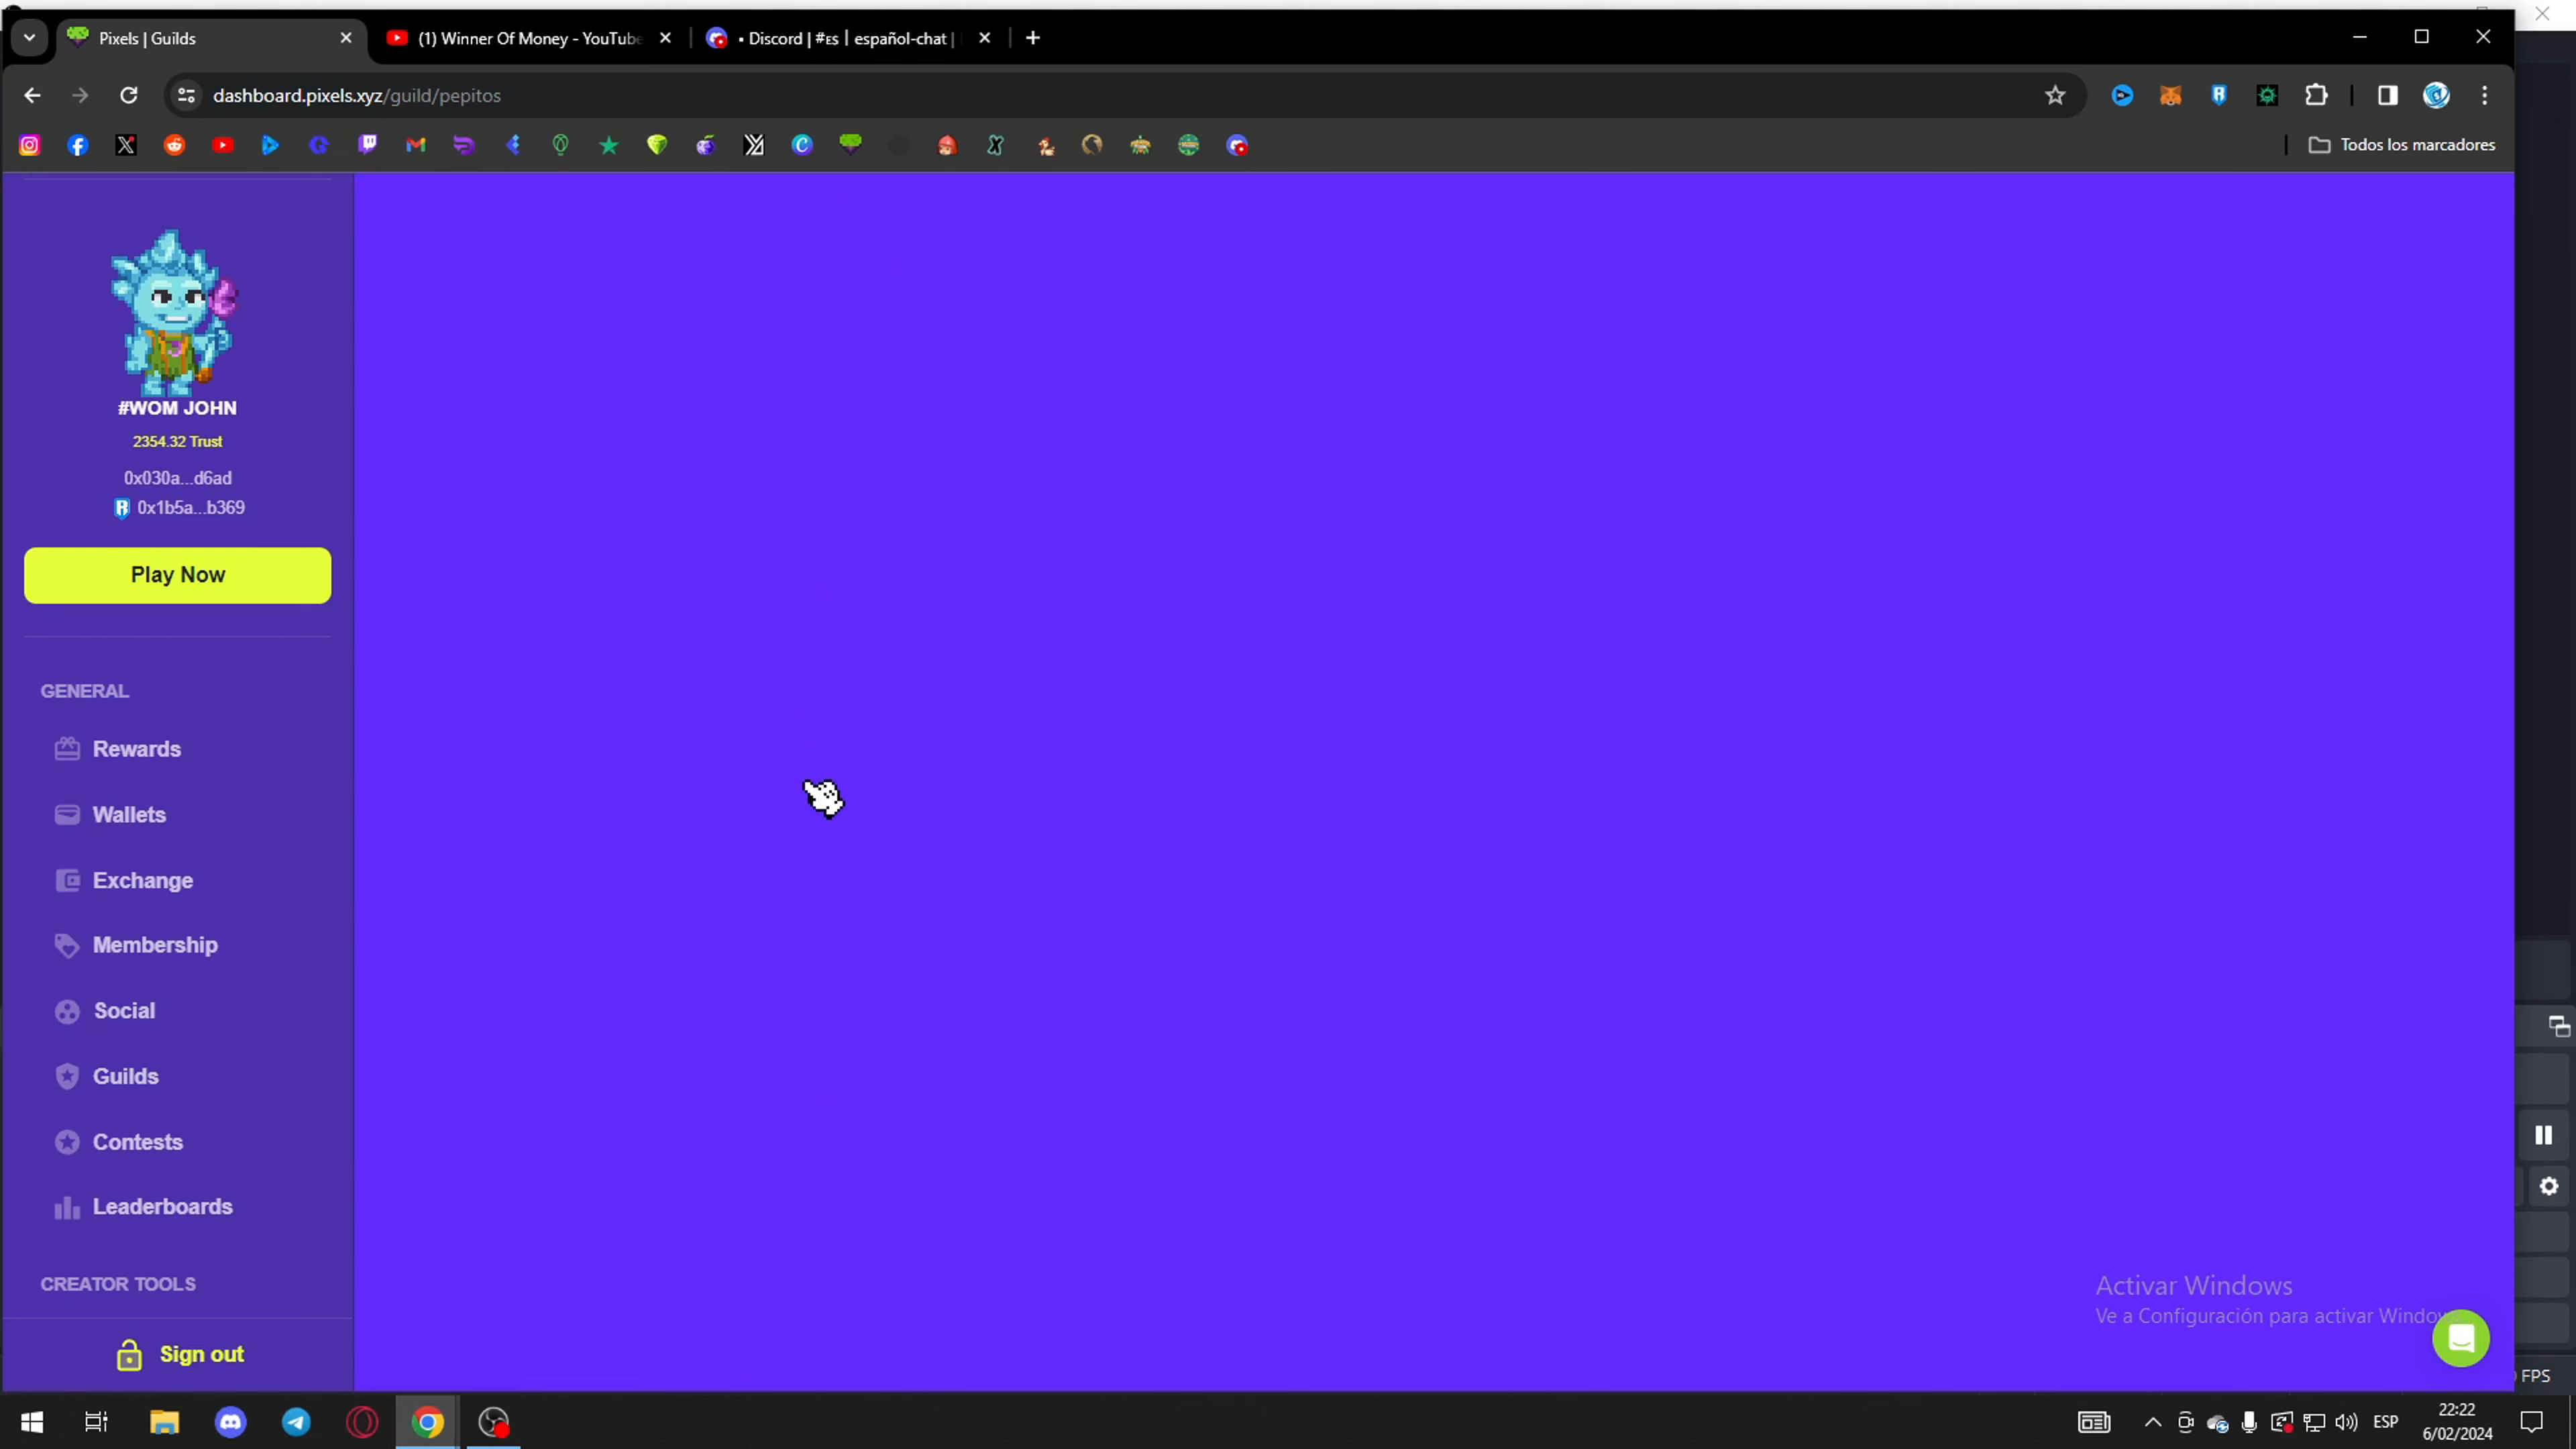 Pixels | Guilds
(1) Winner Of Money - YouTube
• Discord | #ᴇs | español-chat |
dashboard.pixels.xyz/guild/pepitos
Todos los marcadores
#WOM JOHN
2354.32 Trust
0x030a...d6ad
0x1b5a...b369
Play Now
GENERAL
Rewards
Wallets
Exchange
Membership
Social
Guilds
Contests
Leaderboards
CREATOR TOOLS
Sign out
Activar Windows
Ve a Configuración para activar Window
FPS
ESP
22:22
6/02/2024